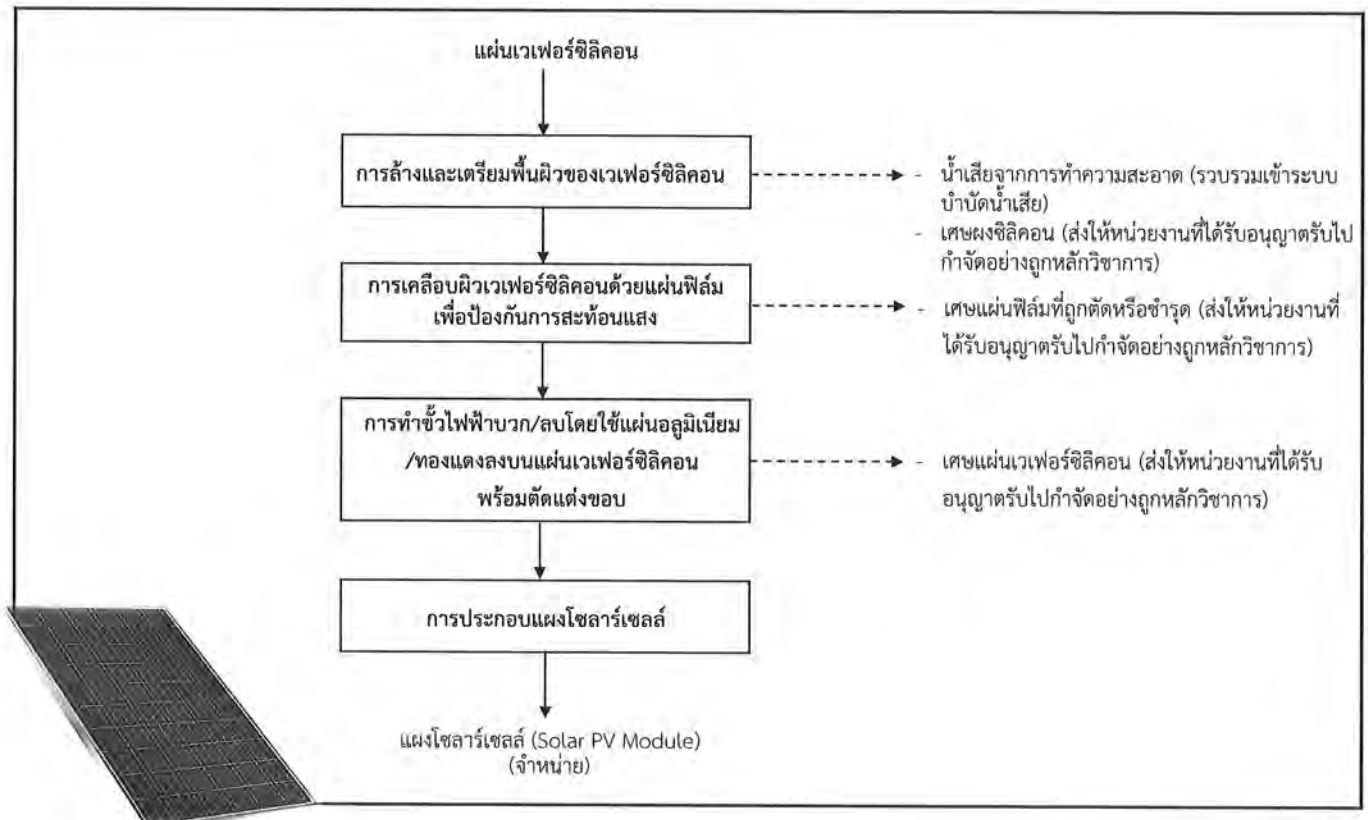 แผ่นเวเฟอร์ซิลิคอน
การล้างและเตรียมพื้นผิวของเวเฟอร์ซิลิคอน
- น้ำเสียจากการทำความสะอาด (รวบรวมเข้าระบบ
บำบัดน้ำเสีย)
- เศษผงซิลิคอน (ส่งให้หน่วยงานที่ได้รับอนุญาตรับไป
กำจัดอย่างถูกหลักวิชาการ)
การเคลือบผิวเวเฟอร์ซิลิคอนด้วยแผ่นฟิล์ม
เพื่อป้องกันการสะท้อนแสง
- เศษแผ่นฟิล์มที่ถูกตัดหรือชำรุด (ส่งให้หน่วยงานที่
ได้รับอนุญาตรับไปกำจัดอย่างถูกหลักวิชาการ)
การทำขั้วไฟฟ้าบวก/ลบโดยใช้แผ่นอลูมิเนียม
/ทองแดงลงบนแผ่นเวเฟอร์ซิลิคอน
พร้อมตัดแต่งขอบ
- เศษแผ่นเวเฟอร์ซิลิคอน (ส่งให้หน่วยงานที่ได้รับ
อนุญาตรับไปกำจัดอย่างถูกหลักวิชาการ)
การประกอบแผงโซลาร์เซลล์
แผงโซลาร์เซลล์ (Solar PV Module)
(จำหน่าย)